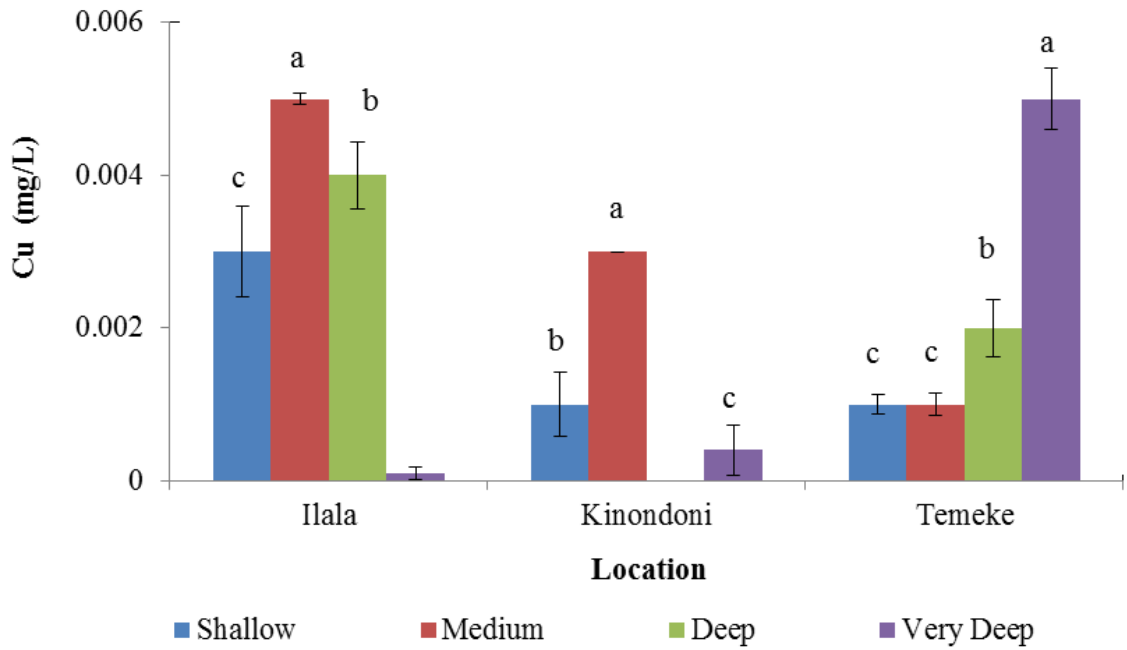 0.006
0.004
0.002
0
Cu (mg/L)
a
b
c
a
b
c
a
b
c
c
Ilala
Kinondoni
Temeke
Location
Shallow
Medium
Deep
Very Deep